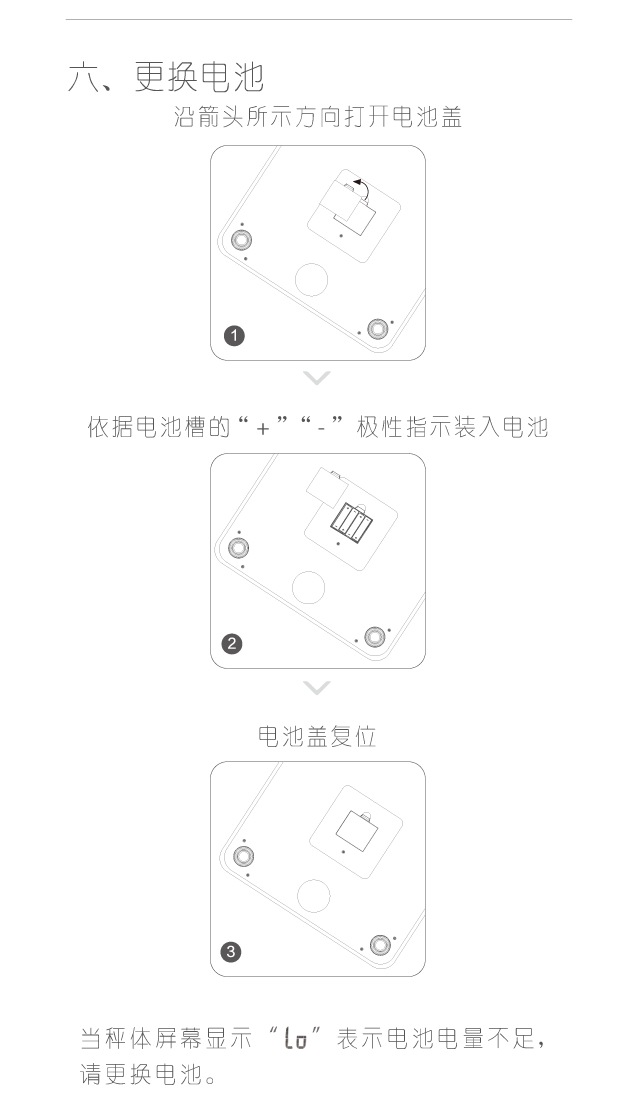 六、更换电池
沿箭头所示方向打开电池盖
1
依据电池槽的“+”“-”极性指示装入电池
2
电池盖复位
3
当秤体屏幕显示“Lo”表示电池电量不足，
请更换电池。